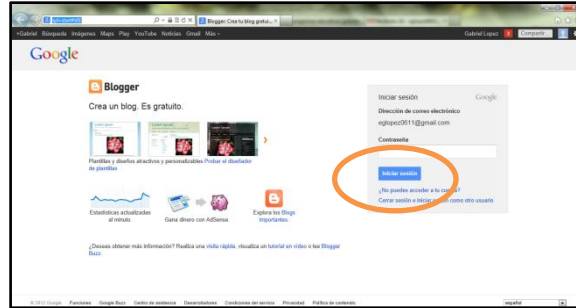 Blogger: Crea tu blog gratui...
+Gabriel Búsqueda Imágenes Maps Play YouTube Noticias Gmail Más
Gabriel Lopez
Compartir
Google
Blogger
Crea un blog. Es gratuito.
Plantillas y diseños atractivos y personalizables Probar el diseñador
de plantillas
Estadísticas actualizadas
al minuto
Gana dinero con AdSense.
Explora los Blogs
importantes.
¿Deseas obtener más información? Realiza una visita rápida, visualiza un tutorial en vídeo o lee Blogger
Buzz.
Iniciar sesión Google
Dirección de correo electrónico
eglopez0611@gmail.com
Contraseña
Iniciar sesión
¿No puedes acceder a tu cuenta?
Cerrar sesión e iniciar sesión como otro usuario
© 2012 Google Funciones Google Buzz Centro de asistencia Desarrolladores Condiciones del servicio Privacidad Política de contenido
español